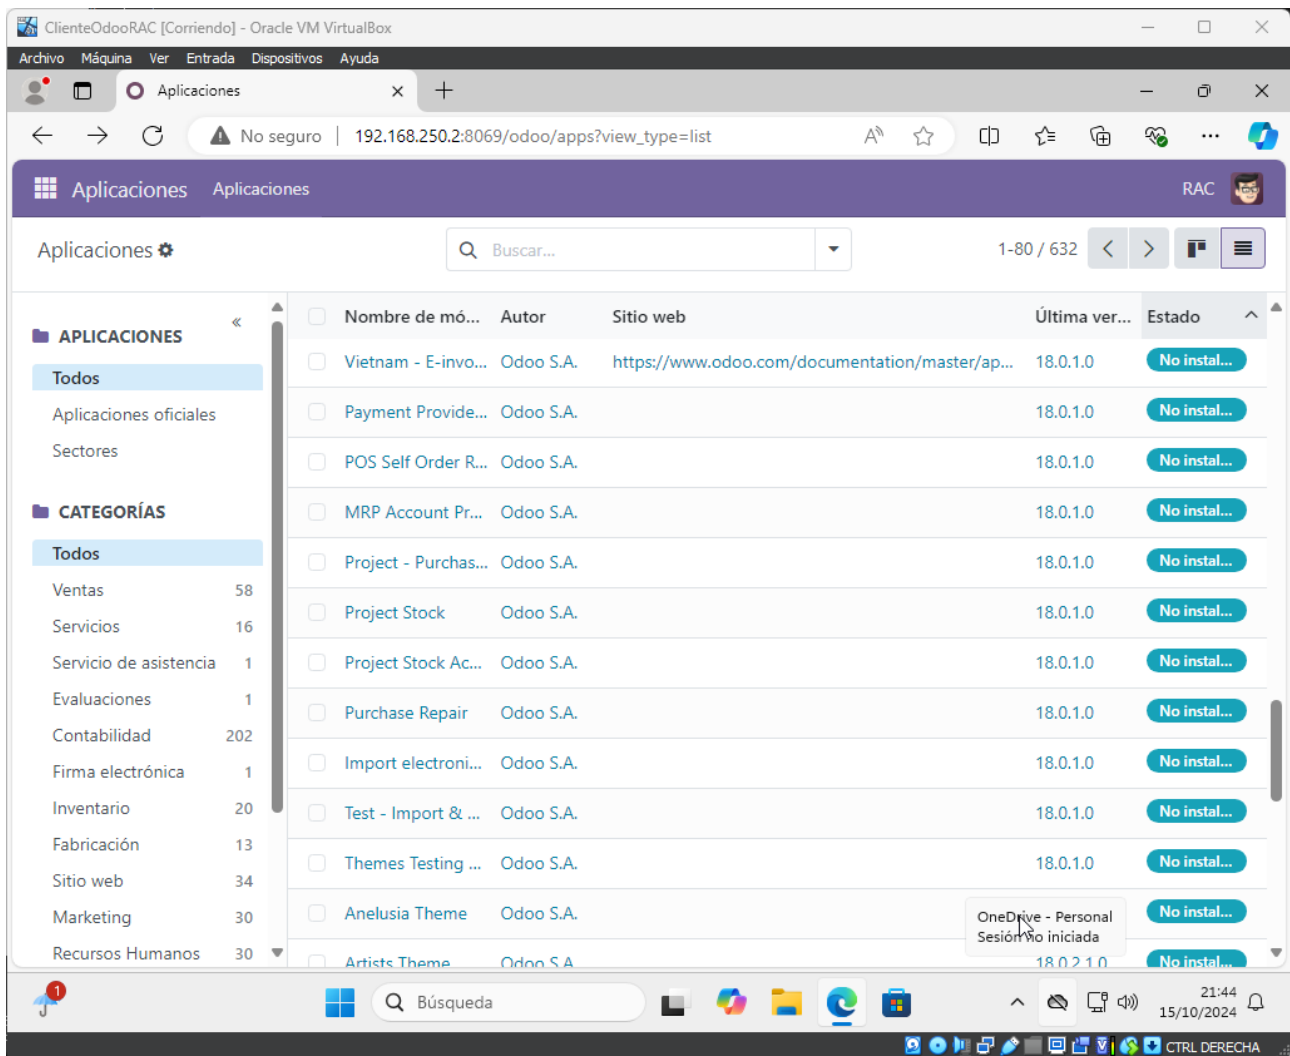 ClienteOdooRAC [Corriendo] - Oracle VM VirtualBox
Archivo Máquina Ver Entrada Dispositivos Ayuda
Aplicaciones
No seguro 192.168.250.2:8069/odoo/apps?view_type=list
Aplicaciones Aplicaciones RAC
Aplicaciones Buscar... 1-80 / 632
APLICACIONES
Todos
Aplicaciones oficiales
Sectores
CATEGORÍAS
Todos
Ventas 58
Servicios 16
Servicio de asistencia 1
Evaluaciones 1
Contabilidad 202
Firma electrónica 1
Inventario 20
Fabricación 13
Sitio web 34
Marketing 30
Recursos Humanos 30
Nombre de mó... Autor Sitio web Última ver... Estado
Vietnam - E-invo... Odoo S.A. https://www.odoo.com/documentation/master/ap... 18.0.1.0 No instal...
Payment Provide... Odoo S.A. 18.0.1.0 No instal...
POS Self Order R... Odoo S.A. 18.0.1.0 No instal...
MRP Account Pr... Odoo S.A. 18.0.1.0 No instal...
Project - Purchas... Odoo S.A. 18.0.1.0 No instal...
Project Stock Odoo S.A. 18.0.1.0 No instal...
Project Stock Ac... Odoo S.A. 18.0.1.0 No instal...
Purchase Repair Odoo S.A. 18.0.1.0 No instal...
Import electroni... Odoo S.A. 18.0.1.0 No instal...
Test - Import & ... Odoo S.A. 18.0.1.0 No instal...
Themes Testing ... Odoo S.A. 18.0.1.0 No instal...
Anelusia Theme Odoo S.A. No instal...
Artists Theme Odoo S.A. 18.0.2.1.0 No instal...
OneDrive - Personal
Sesión no iniciada
1
Búsqueda
21:44
15/10/2024
CTRL DERECHA